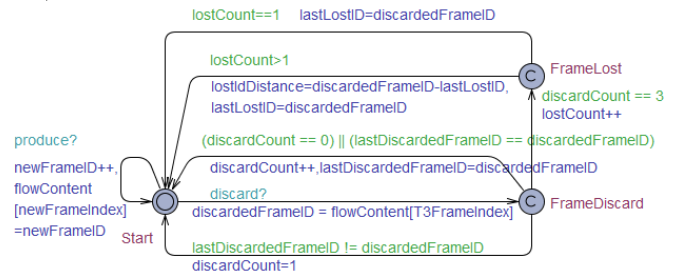 lostCount==1 lastLostID=discardedFrameID
lostCount>1
lostIdDistance=discardedFrameID-lastLostID,
lastLostID=discardedFrameID
C FrameLost
discardCount == 3
lostCount++
produce?
newFrameID++,
flowContent
[newFrameIndex]
=newFrameID
(discardCount == 0) || (lastDiscardedFrameID == discardedFrameID)
discardCount++,lastDiscardedFrameID=discardedFrameID
discard?
discardedFrameID = flowContent[T3FrameIndex]
C FrameDiscard
Start
lastDiscardedFrameID != discardedFrameID
discardCount=1